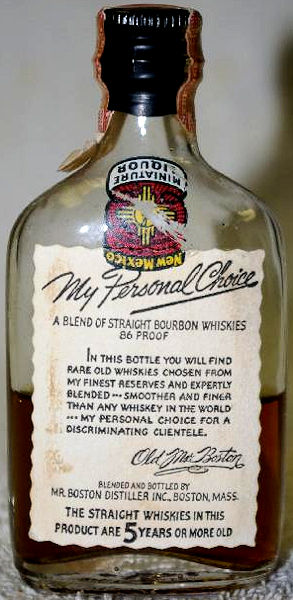 MINIATURE
LIQUOR
NEW MEXICO
My Personal Choice
A BLEND OF STRAIGHT BOURBON WHISKIES
86 PROOF
IN THIS BOTTLE YOU WILL FIND
RARE OLD WHISKIES CHOSEN FROM
MY FINEST RESERVES AND EXPERTLY
BLENDED --- SMOOTHER AND FINER
THAN ANY WHISKEY IN THE WORLD
--- MY PERSONAL CHOICE FOR A
DISCRIMINATING CLIENTELE.
Old Mr. Boston
BLENDED AND BOTTLED BY
MR. BOSTON DISTILLER INC., BOSTON, MASS.
THE STRAIGHT WHISKIES IN THIS
PRODUCT ARE 5 YEARS OR MORE OLD